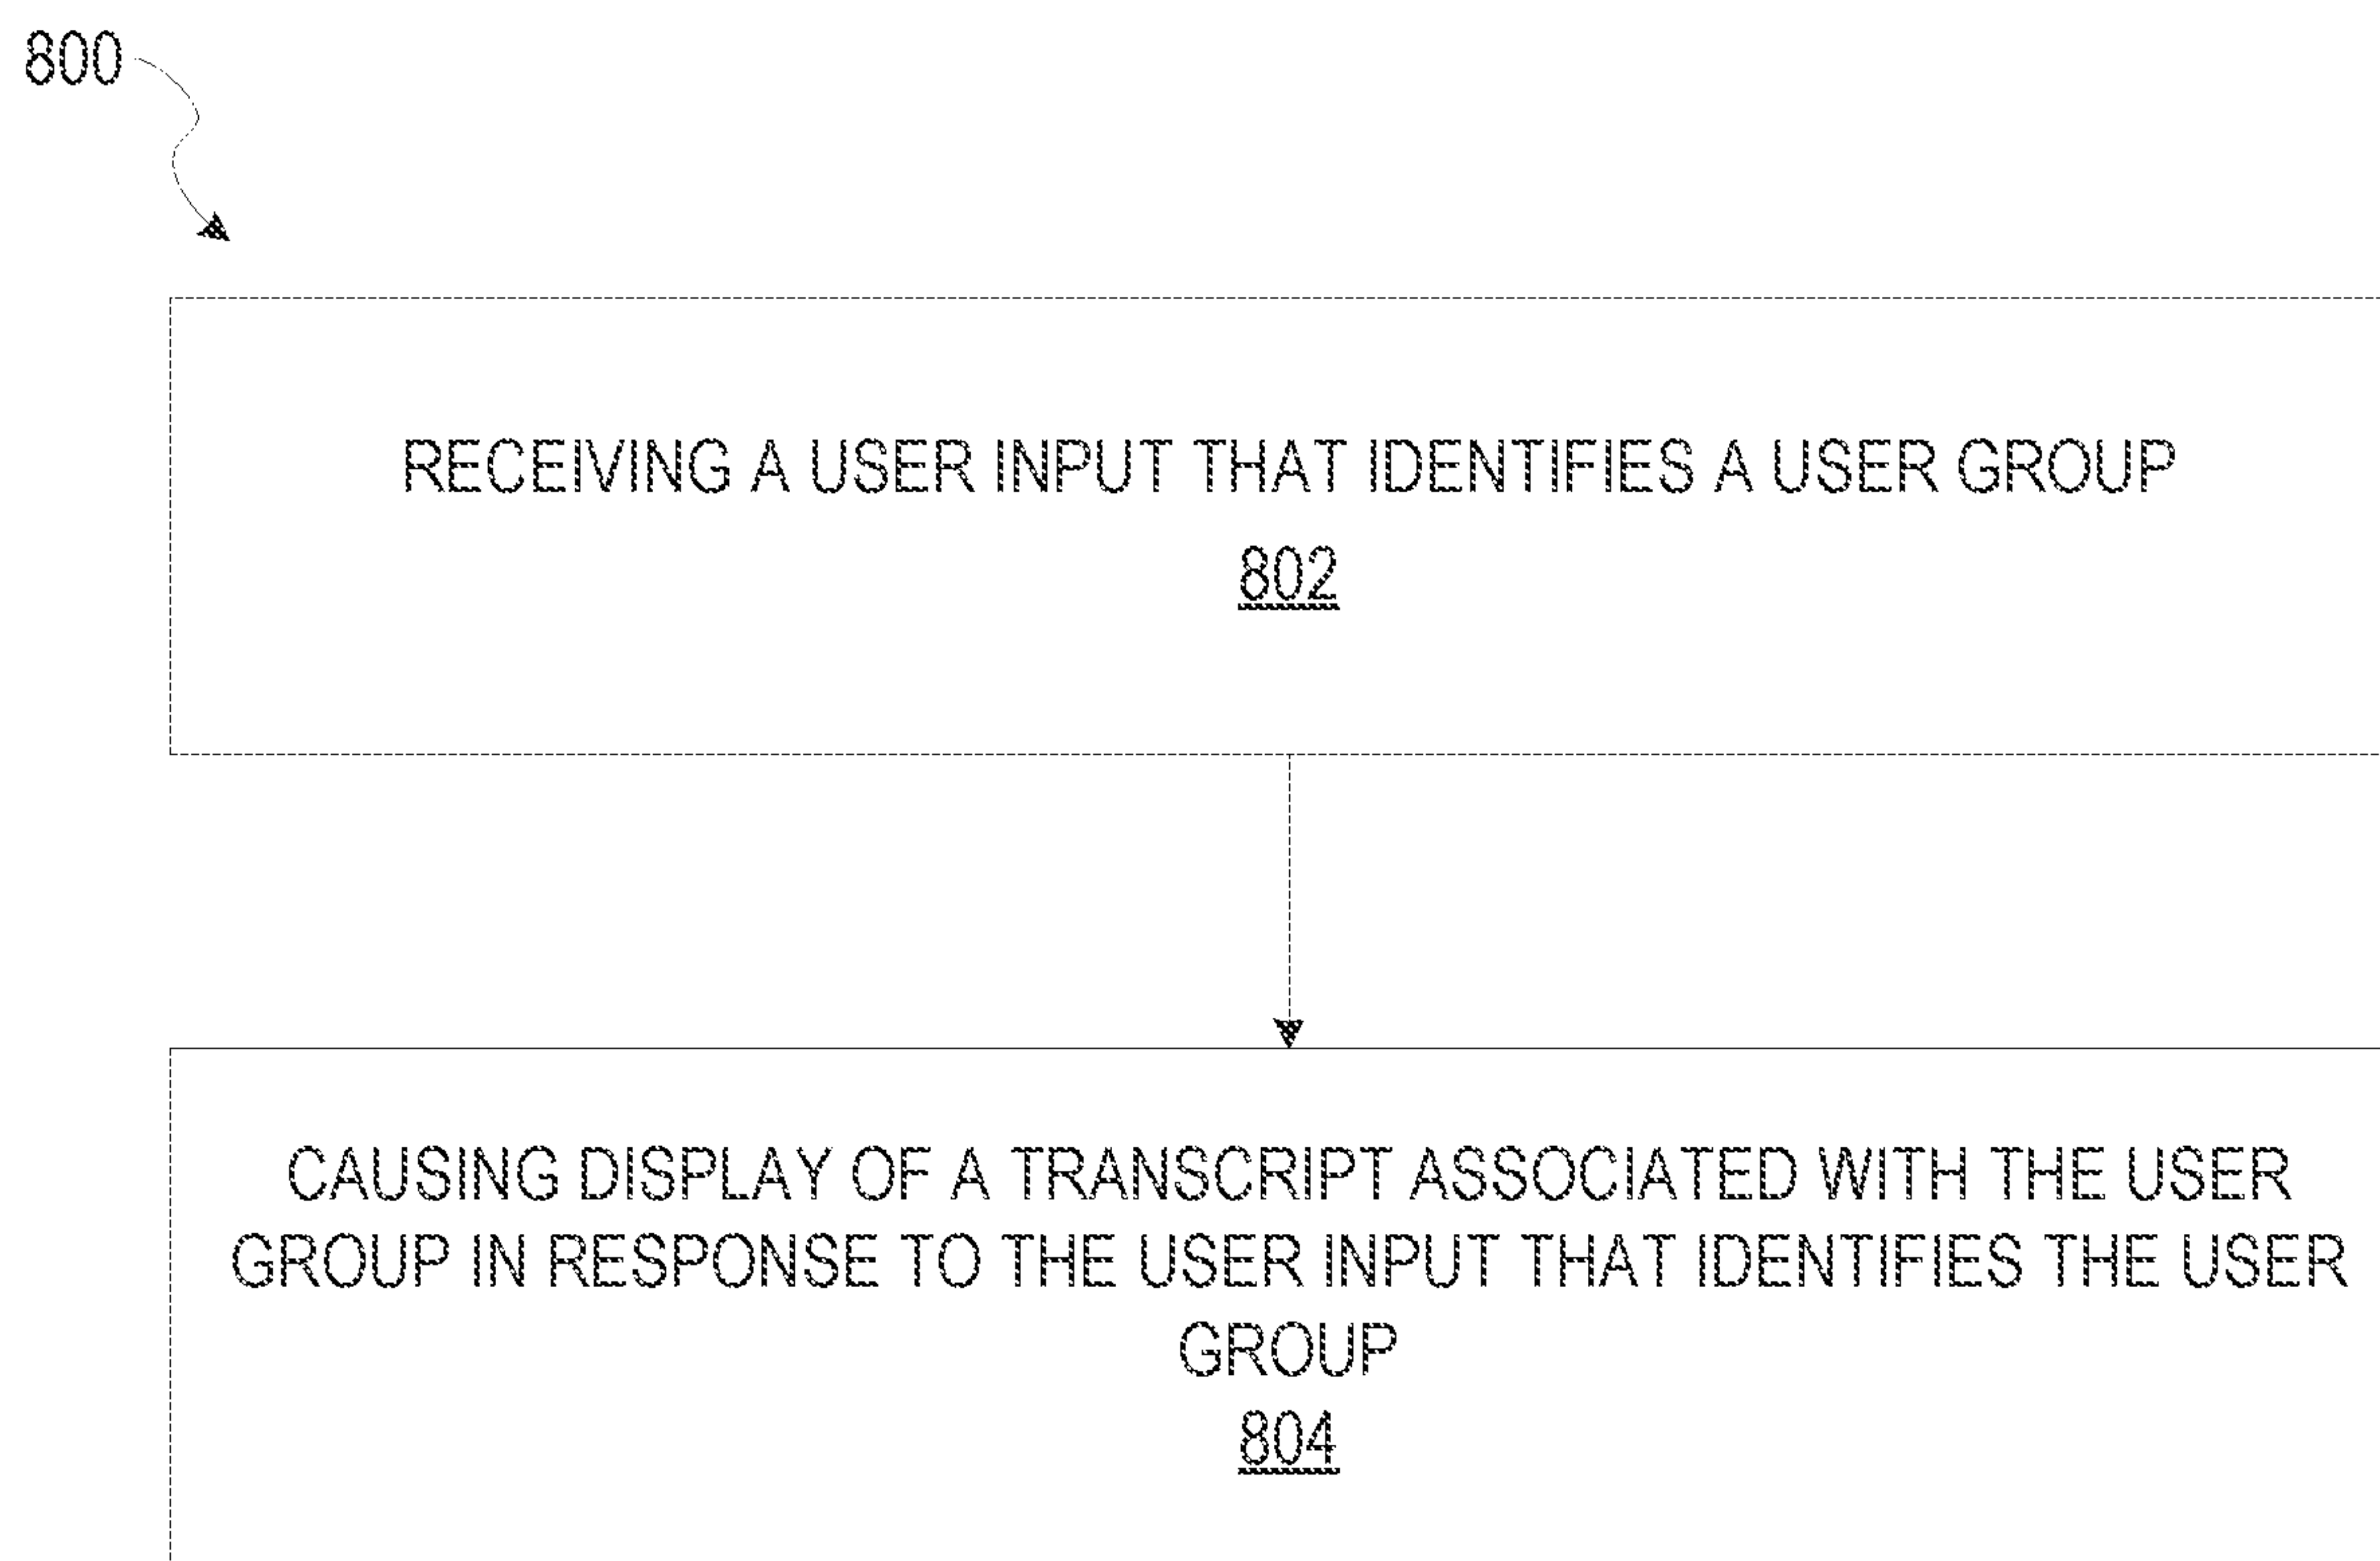 800
RECEIVING A USER INPUT THAT IDENTIFIES A USER GROUP
802
CAUSING DISPLAY OF A TRANSCRIPT ASSOCIATED WITH THE USER
GROUP IN RESPONSE TO THE USER INPUT THAT IDENTIFIES THE USER
GROUP
804